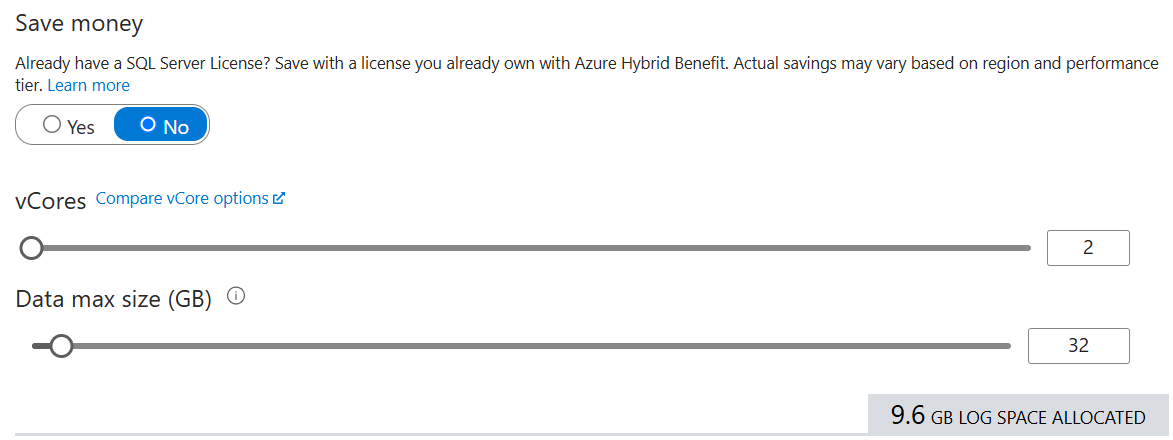 Save money
Already have a SQL Server License? Save with a license you already own with Azure Hybrid Benefit. Actual savings may vary based on region and performance
tier. Learn more
Yes No
vCores Compare vCore options
2
Data max size (GB)
32
9.6 GB LOG SPACE ALLOCATED